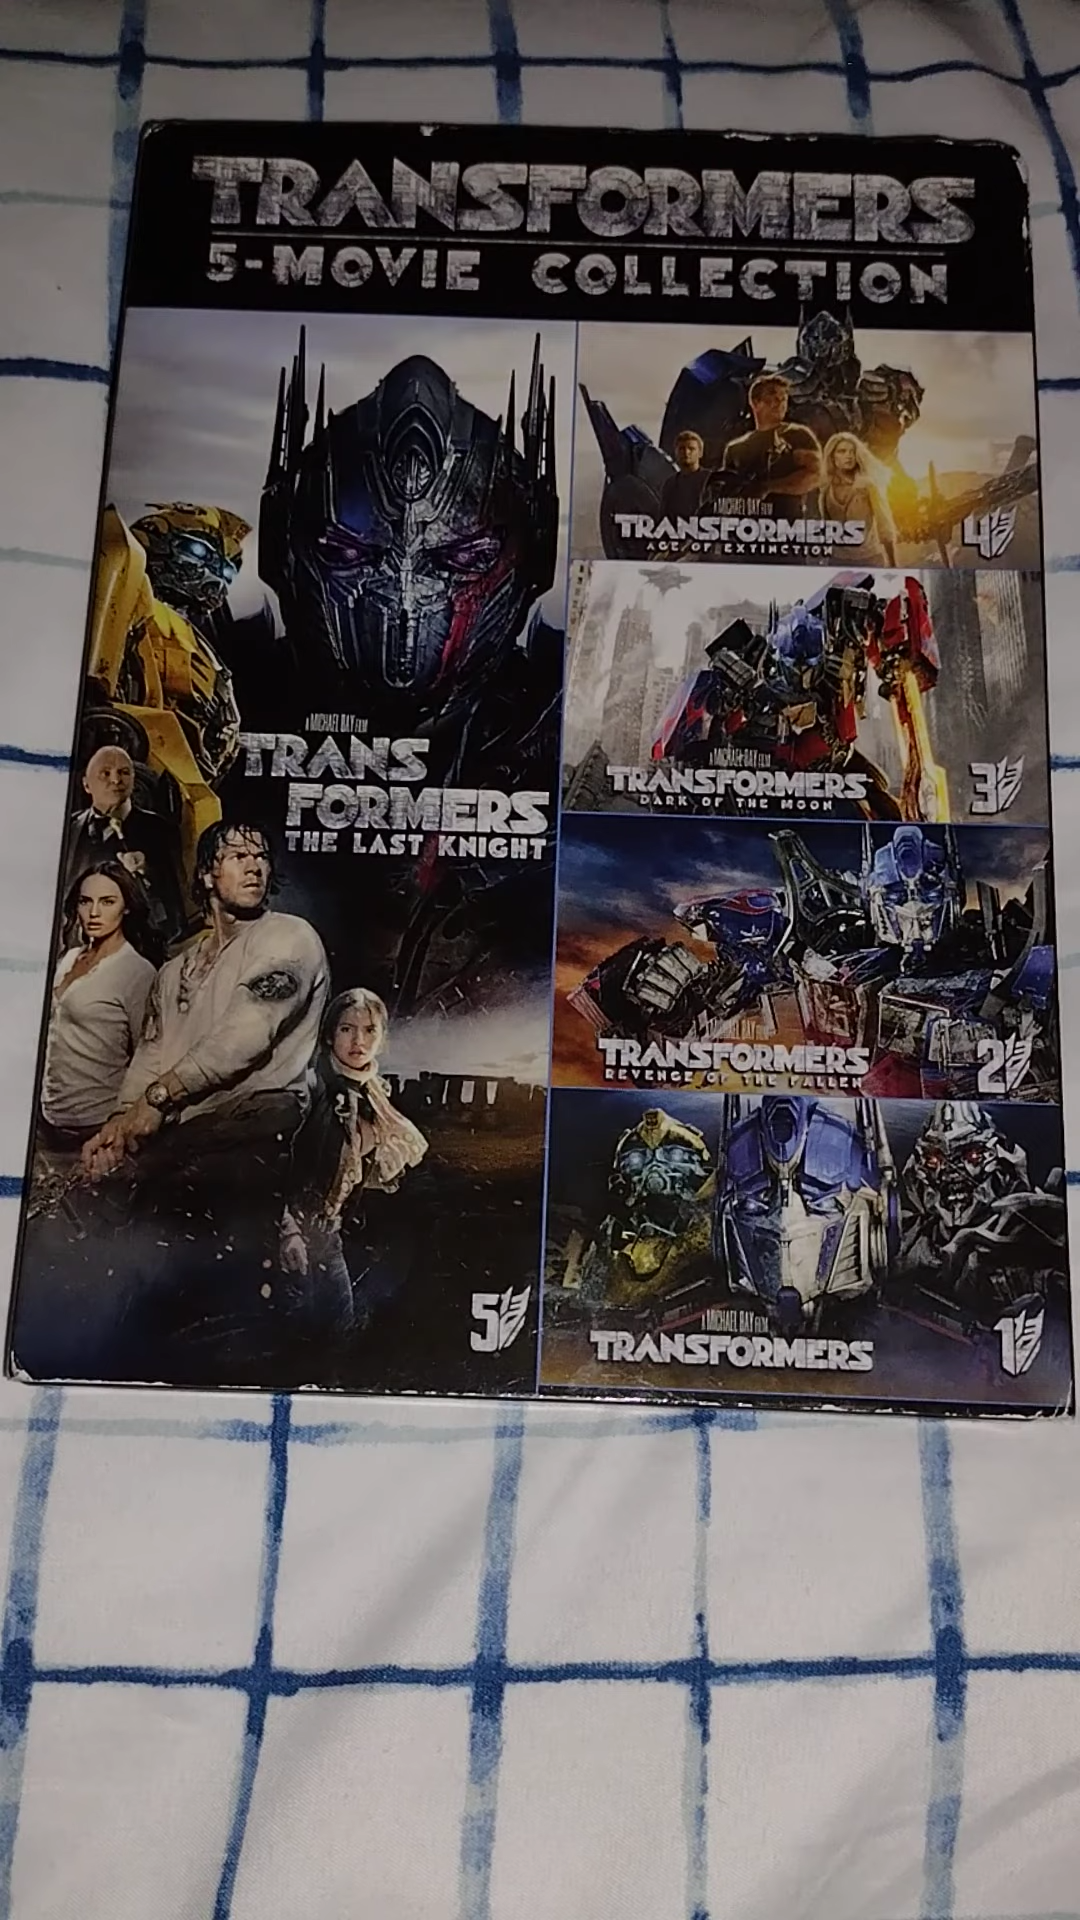 TRANSFORMERS
5-MOVIE COLLECTION
A MICHAEL BAY FILM
TRANS
FORMERS
THE LAST KNIGHT
5
A MICHAEL BAY FILM
TRANSFORMERS
AGE OF EXTINCTION
4
A MICHAEL BAY FILM
TRANSFORMERS
DARK OF THE MOON
3
A MICHAEL BAY FILM
TRANSFORMERS
REVENGE OF THE FALLEN
2
A MICHAEL BAY FILM
TRANSFORMERS
1